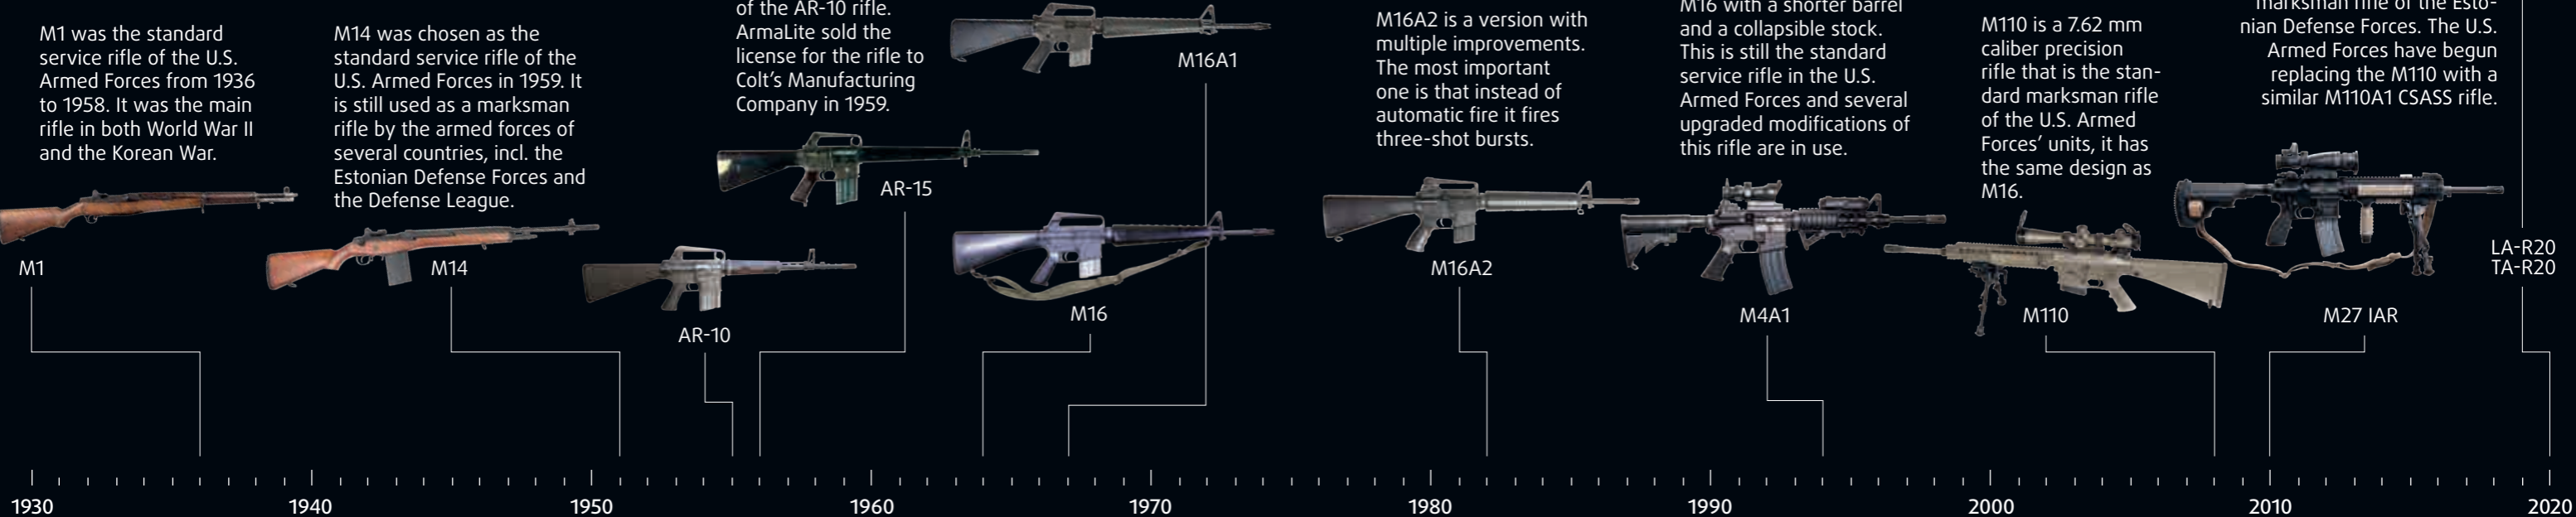 M1 was the standard
service rifle of the U.S.
Armed Forces from 1936
to 1958. It was the main
rifle in both World War II
and the Korean War.
M1
M14 was chosen as the
standard service rifle of the
U.S. Armed Forces in 1959. It
is still used as a marksman
rifle by the armed forces of
several countries, incl. the
Estonian Defense Forces and
the Defense League.
M14
of the AR-10 rifle.
ArmaLite sold the
license for the rifle to
Colt's Manufacturing
Company in 1959.
AR-15
AR-10
M16A1
M16
M16A2 is a version with
multiple improvements.
The most important
one is that instead of
automatic fire it fires
three-shot bursts.
M16A2
M16 with a shorter barrel
and a collapsible stock.
This is still the standard
service rifle in the U.S.
Armed Forces and several
upgraded modifications of
this rifle are in use.
M4A1
M110 is a 7.62 mm
caliber precision
rifle that is the stan-
dard marksman rifle
of the U.S. Armed
Forces' units, it has
the same design as
M16.
M110
marksman rifle of the Esto-
nian Defense Forces. The U.S.
Armed Forces have begun
replacing the M110 with a
similar M110A1 CSASS rifle.
M27 IAR
LA-R20
TA-R20
1930 1940 1950 1960 1970 1980 1990 2000 2010 2020